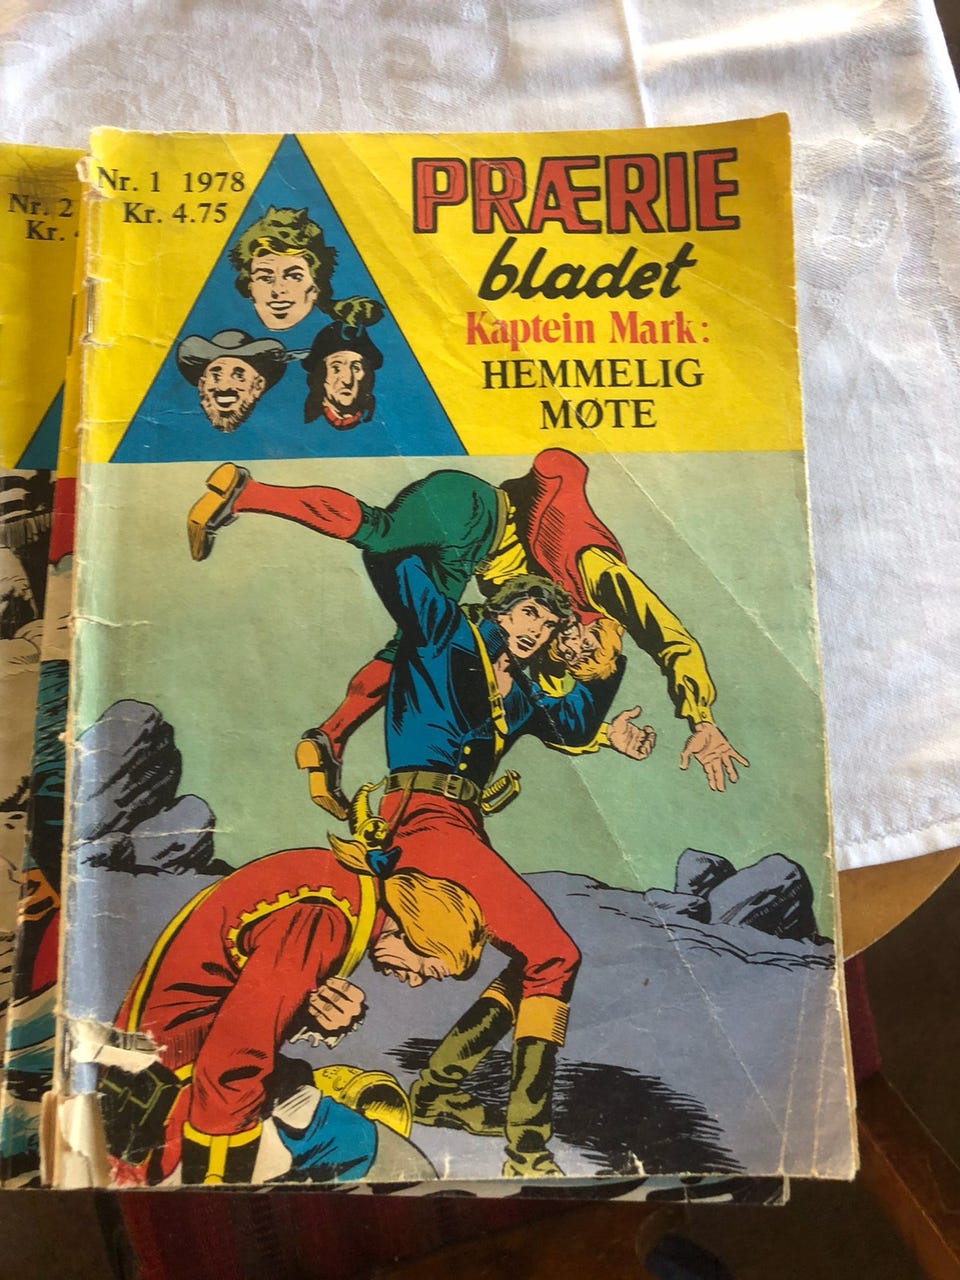 Nr. 1 1978
Kr. 4.75
PRÆRIE
bladet
Kaptein Mark:
HEMMELIG
MØTE
Nr. 2
Kr.